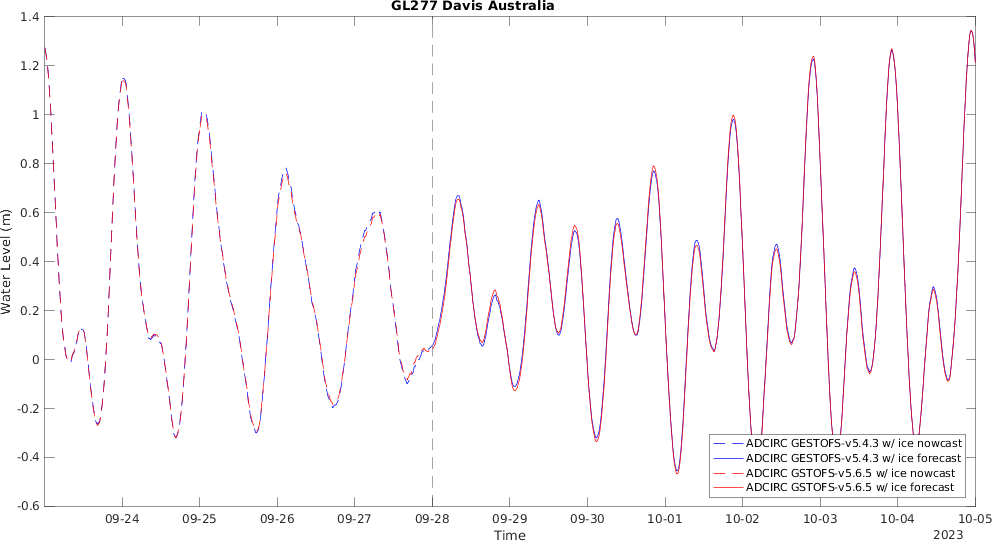 GL277 Davis Australia
1.4
1.2
1
0.8
0.6
0.4
0.2
0
-0.2
-0.4
-0.6
Water Level (m)
09-24 09-25 09-26 09-27 09-28 09-29 09-30 10-01 10-02 10-03 10-04 10-05
Time
2023
ADCIRC GESTOFS-v5.4.3 w/ ice nowcast
ADCIRC GESTOFS-v5.4.3 w/ ice forecast
ADCIRC GSTOFS-v5.6.5 w/ ice nowcast
ADCIRC GSTOFS-v5.6.5 w/ ice forecast